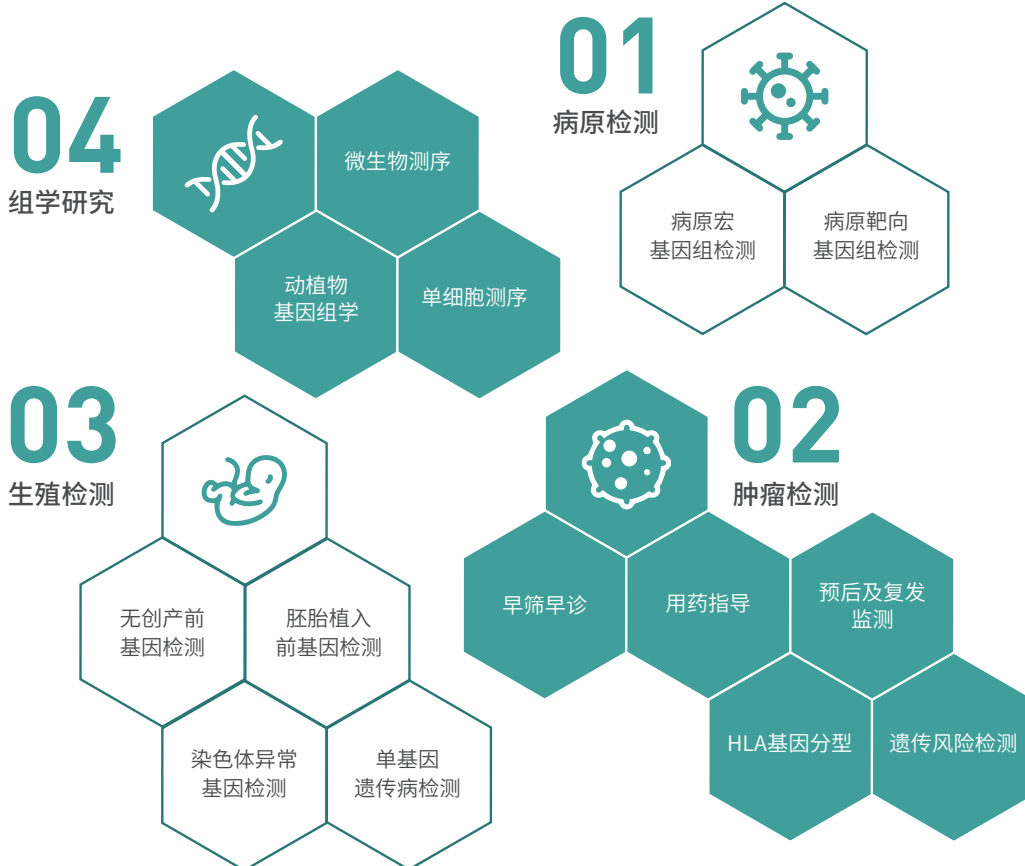 01
病原检测
病原宏
基因组检测
病原靶向
基因组检测
02
肿瘤检测
早筛早诊
用药指导
预后及复发
监测
HLA基因分型
遗传风险检测
03
生殖检测
无创产前
基因检测
胚胎植入
前基因检测
染色体异常
基因检测
单基因
遗传病检测
04
组学研究
微生物测序
动植物
基因组学
单细胞测序